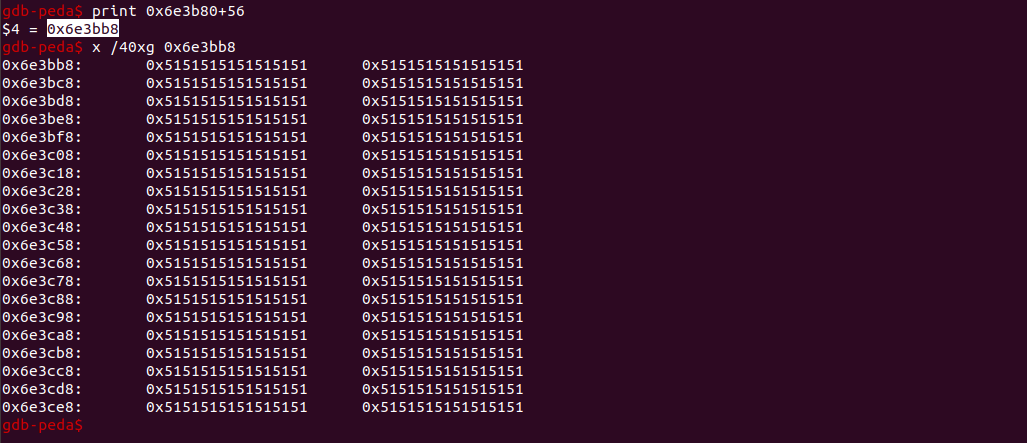 gdb-peda$ print 0x6e3b80+56
$4 = 0x6e3bb8
gdb-peda$ x /40xg 0x6e3bb8
0x6e3bb8: 0x5151515151515151 0x5151515151515151
0x6e3bc8: 0x5151515151515151 0x5151515151515151
0x6e3bd8: 0x5151515151515151 0x5151515151515151
0x6e3be8: 0x5151515151515151 0x5151515151515151
0x6e3bf8: 0x5151515151515151 0x5151515151515151
0x6e3c08: 0x5151515151515151 0x5151515151515151
0x6e3c18: 0x5151515151515151 0x5151515151515151
0x6e3c28: 0x5151515151515151 0x5151515151515151
0x6e3c38: 0x5151515151515151 0x5151515151515151
0x6e3c48: 0x5151515151515151 0x5151515151515151
0x6e3c58: 0x5151515151515151 0x5151515151515151
0x6e3c68: 0x5151515151515151 0x5151515151515151
0x6e3c78: 0x5151515151515151 0x5151515151515151
0x6e3c88: 0x5151515151515151 0x5151515151515151
0x6e3c98: 0x5151515151515151 0x5151515151515151
0x6e3ca8: 0x5151515151515151 0x5151515151515151
0x6e3cb8: 0x5151515151515151 0x5151515151515151
0x6e3cc8: 0x5151515151515151 0x5151515151515151
0x6e3cd8: 0x5151515151515151 0x5151515151515151
0x6e3ce8: 0x5151515151515151 0x5151515151515151
gdb-peda$